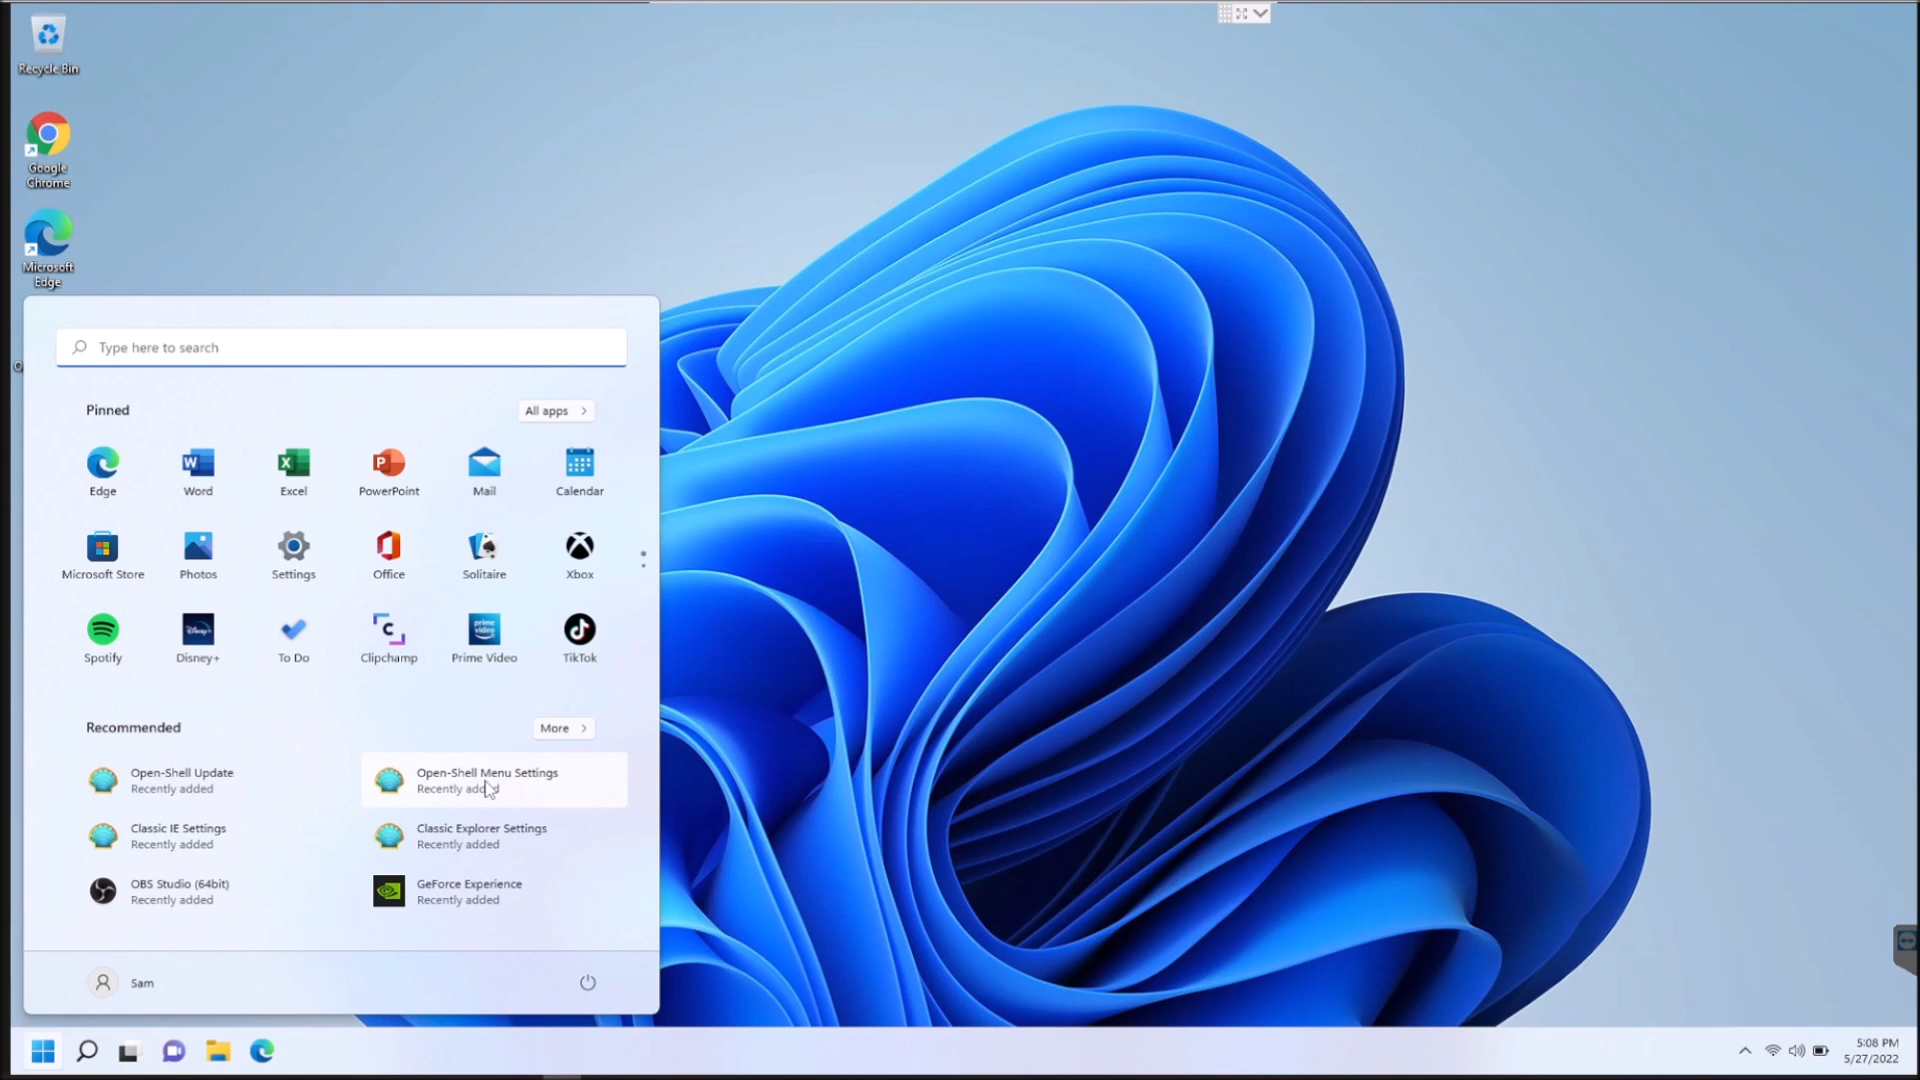 Recycle Bin
Google
Chrome
Microsoft
Edge
Type here to search
Pinned
All apps
Edge
Word
Excel
PowerPoint
Mail
Calendar
Microsoft Store
Photos
Settings
Office
Solitaire
Xbox
Spotify
Disney+
To Do
Clipchamp
Prime Video
TikTok
Recommended
More
Open-Shell Update
Recently added
Open-Shell Menu Settings
Recently added
Classic IE Settings
Recently added
Classic Explorer Settings
Recently added
OBS Studio (64bit)
Recently added
GeForce Experience
Recently added
Sam
5:08 PM
5/27/2022